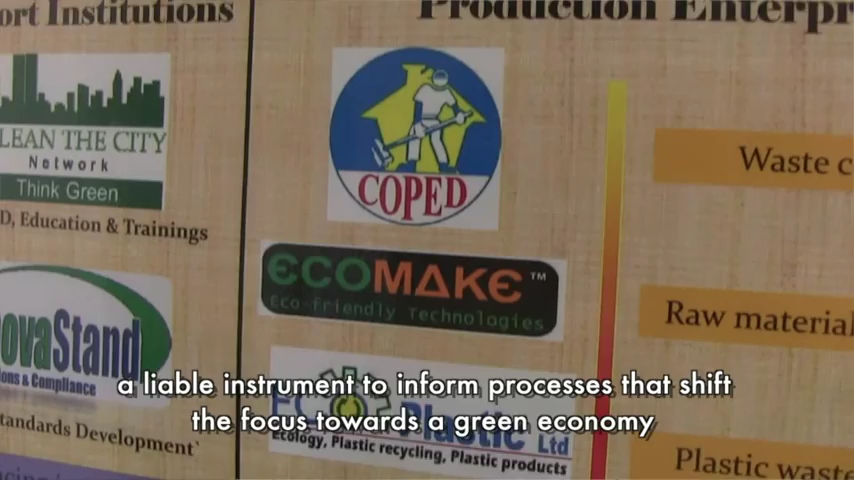 ort Institutions
LEAN THE CITY
Network
Think Green
D, Education & Trainings
ovaStand
ons & Compliance
tandards Development`
Production Enterpr
COPED
ECOMAKE™
Eco-friendly Technologies
Plastic Ltd
Ecology, Plastic recycling, Plastic products
Waste c
Raw material
Plastic waste
a liable instrument to inform processes that shift
the focus towards a green economy